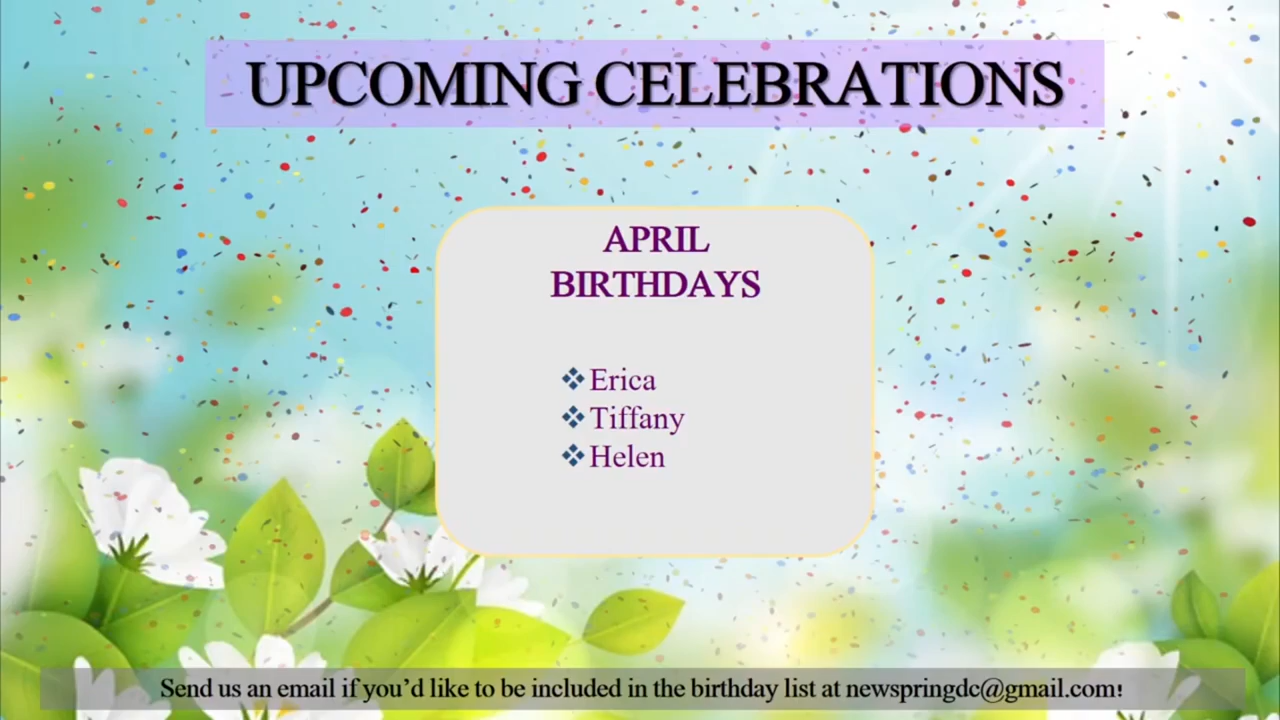 UPCOMING CELEBRATIONS
APRIL
BIRTHDAYS
❖ Erica
❖ Tiffany
❖ Helen
Send us an email if you’d like to be included in the birthday list at newspringdc@gmail.com!